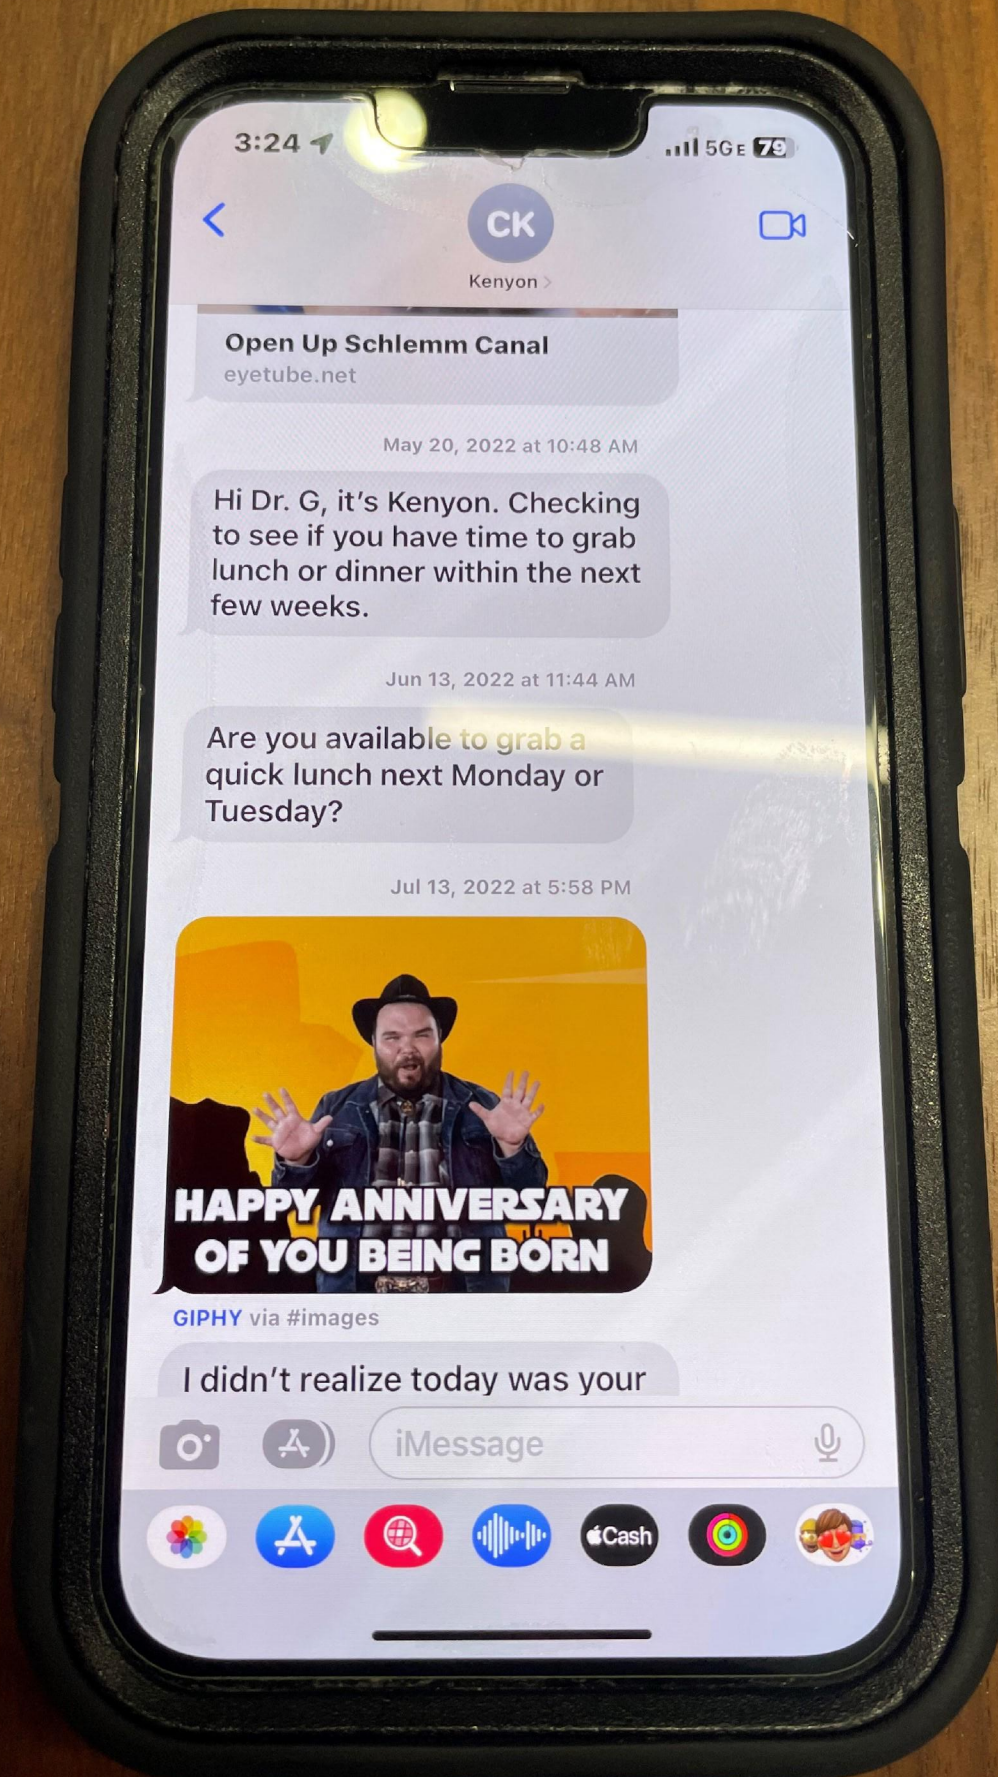 3:24
5GE 79
CK
Kenyon
Open Up Schlemm Canal
eyetube.net
May 20, 2022 at 10:48 AM
Hi Dr. G, it's Kenyon. Checking
to see if you have time to grab
lunch or dinner within the next
few weeks.
Jun 13, 2022 at 11:44 AM
Are you available to grab a
quick lunch next Monday or
Tuesday?
Jul 13, 2022 at 5:58 PM
HAPPY ANNIVERSARY
OF YOU BEING BORN
GIPHY via #images
I didn't realize today was your
iMessage
Cash